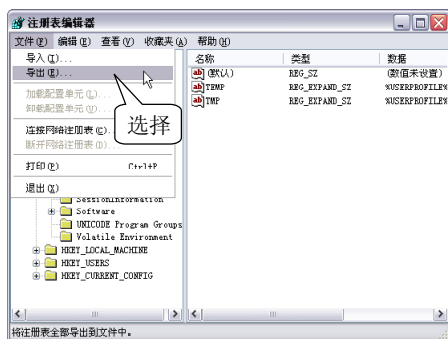 注册表编辑器
文件(F) 编辑(E) 查看(V) 收藏夹(A) 帮助(H)
导入(I)...
导出(E)...
加载配置单元(L)...
卸载配置单元(U)...
连接网络注册表(C)...
断开网络注册表(D)...
打印(P) Ctrl+P
退出(X)
选择
SessionInformation
Software
UNICODE Program Groups
Volatile Environment
HKEY_LOCAL_MACHINE
HKEY_USERS
HKEY_CURRENT_CONFIG
名称 类型 数据
(默认) REG_SZ (数值未设置)
TEMP REG_EXPAND_SZ %USERPROFILE%
TMP REG_EXPAND_SZ %USERPROFILE%
将注册表全部导出到文件中。